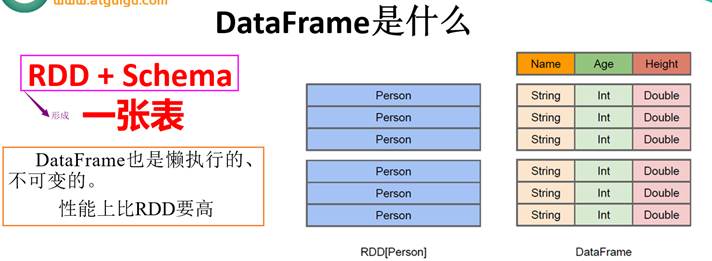 www.atguigu.com
DataFrame是什么
RDD + Schema
形成
一张表
DataFrame也是懒执行的、
不可变的。
性能上比RDD要高
Person
Person
Person
Person
Person
Person
RDD[Person]
Name Age Height
String Int Double
String Int Double
String Int Double
String Int Double
String Int Double
String Int Double
DataFrame